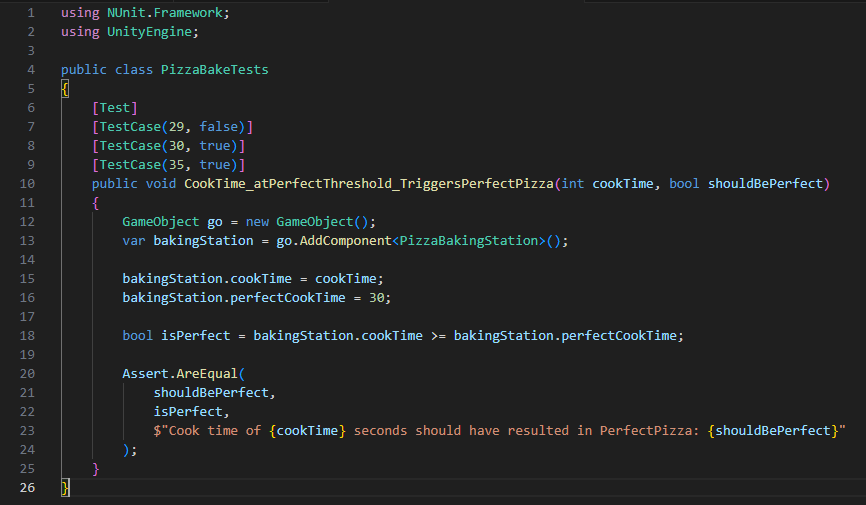 1 using NUnit.Framework;
2 using UnityEngine;
3
4 public class PizzaBakeTests
5 {
6     [Test]
7     [TestCase(29, false)]
8     [TestCase(30, true)]
9     [TestCase(35, true)]
10     public void CookTime_atPerfectThreshold_TriggersPerfectPizza(int cookTime, bool shouldBePerfect)
11     {
12         GameObject go = new GameObject();
13         var bakingStation = go.AddComponent<PizzaBakingStation>();
14
15         bakingStation.cookTime = cookTime;
16         bakingStation.perfectCookTime = 30;
17
18         bool isPerfect = bakingStation.cookTime >= bakingStation.perfectCookTime;
19
20         Assert.AreEqual(
21             shouldBePerfect,
22             isPerfect,
23             $"Cook time of {cookTime} seconds should have resulted in PerfectPizza: {shouldBePerfect}"
24         );
25     }
26 }